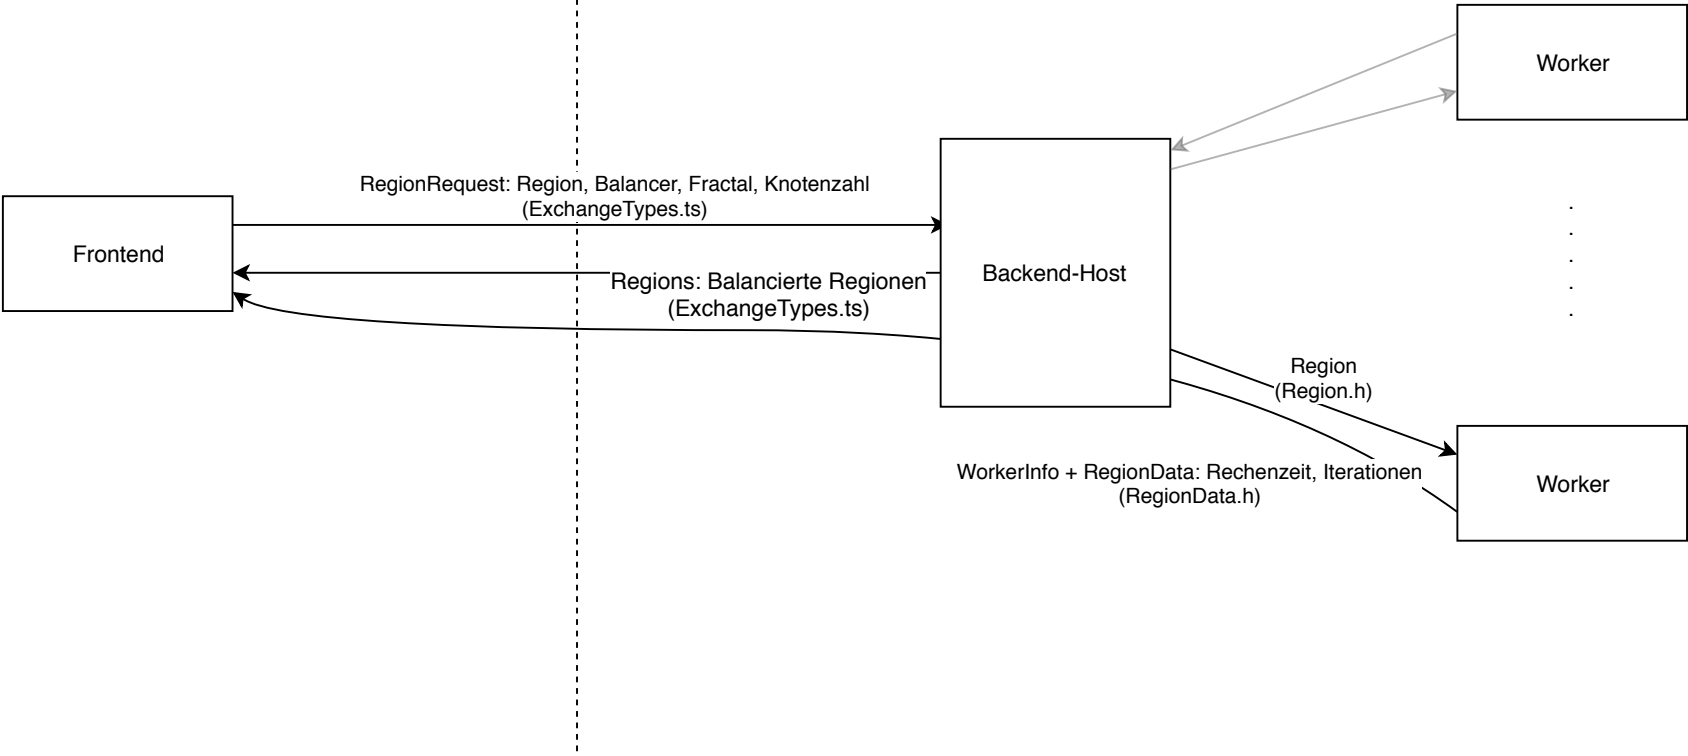 Worker
RegionRequest: Region, Balancer, Fractal, Knotenzahl
(ExchangeTypes.ts)
Frontend
Backend-Host
Regions: Balancierte Regionen
(ExchangeTypes.ts)
Region
(Region.h)
WorkerInfo + RegionData: Rechenzeit, Iterationen
(RegionData.h)
Worker